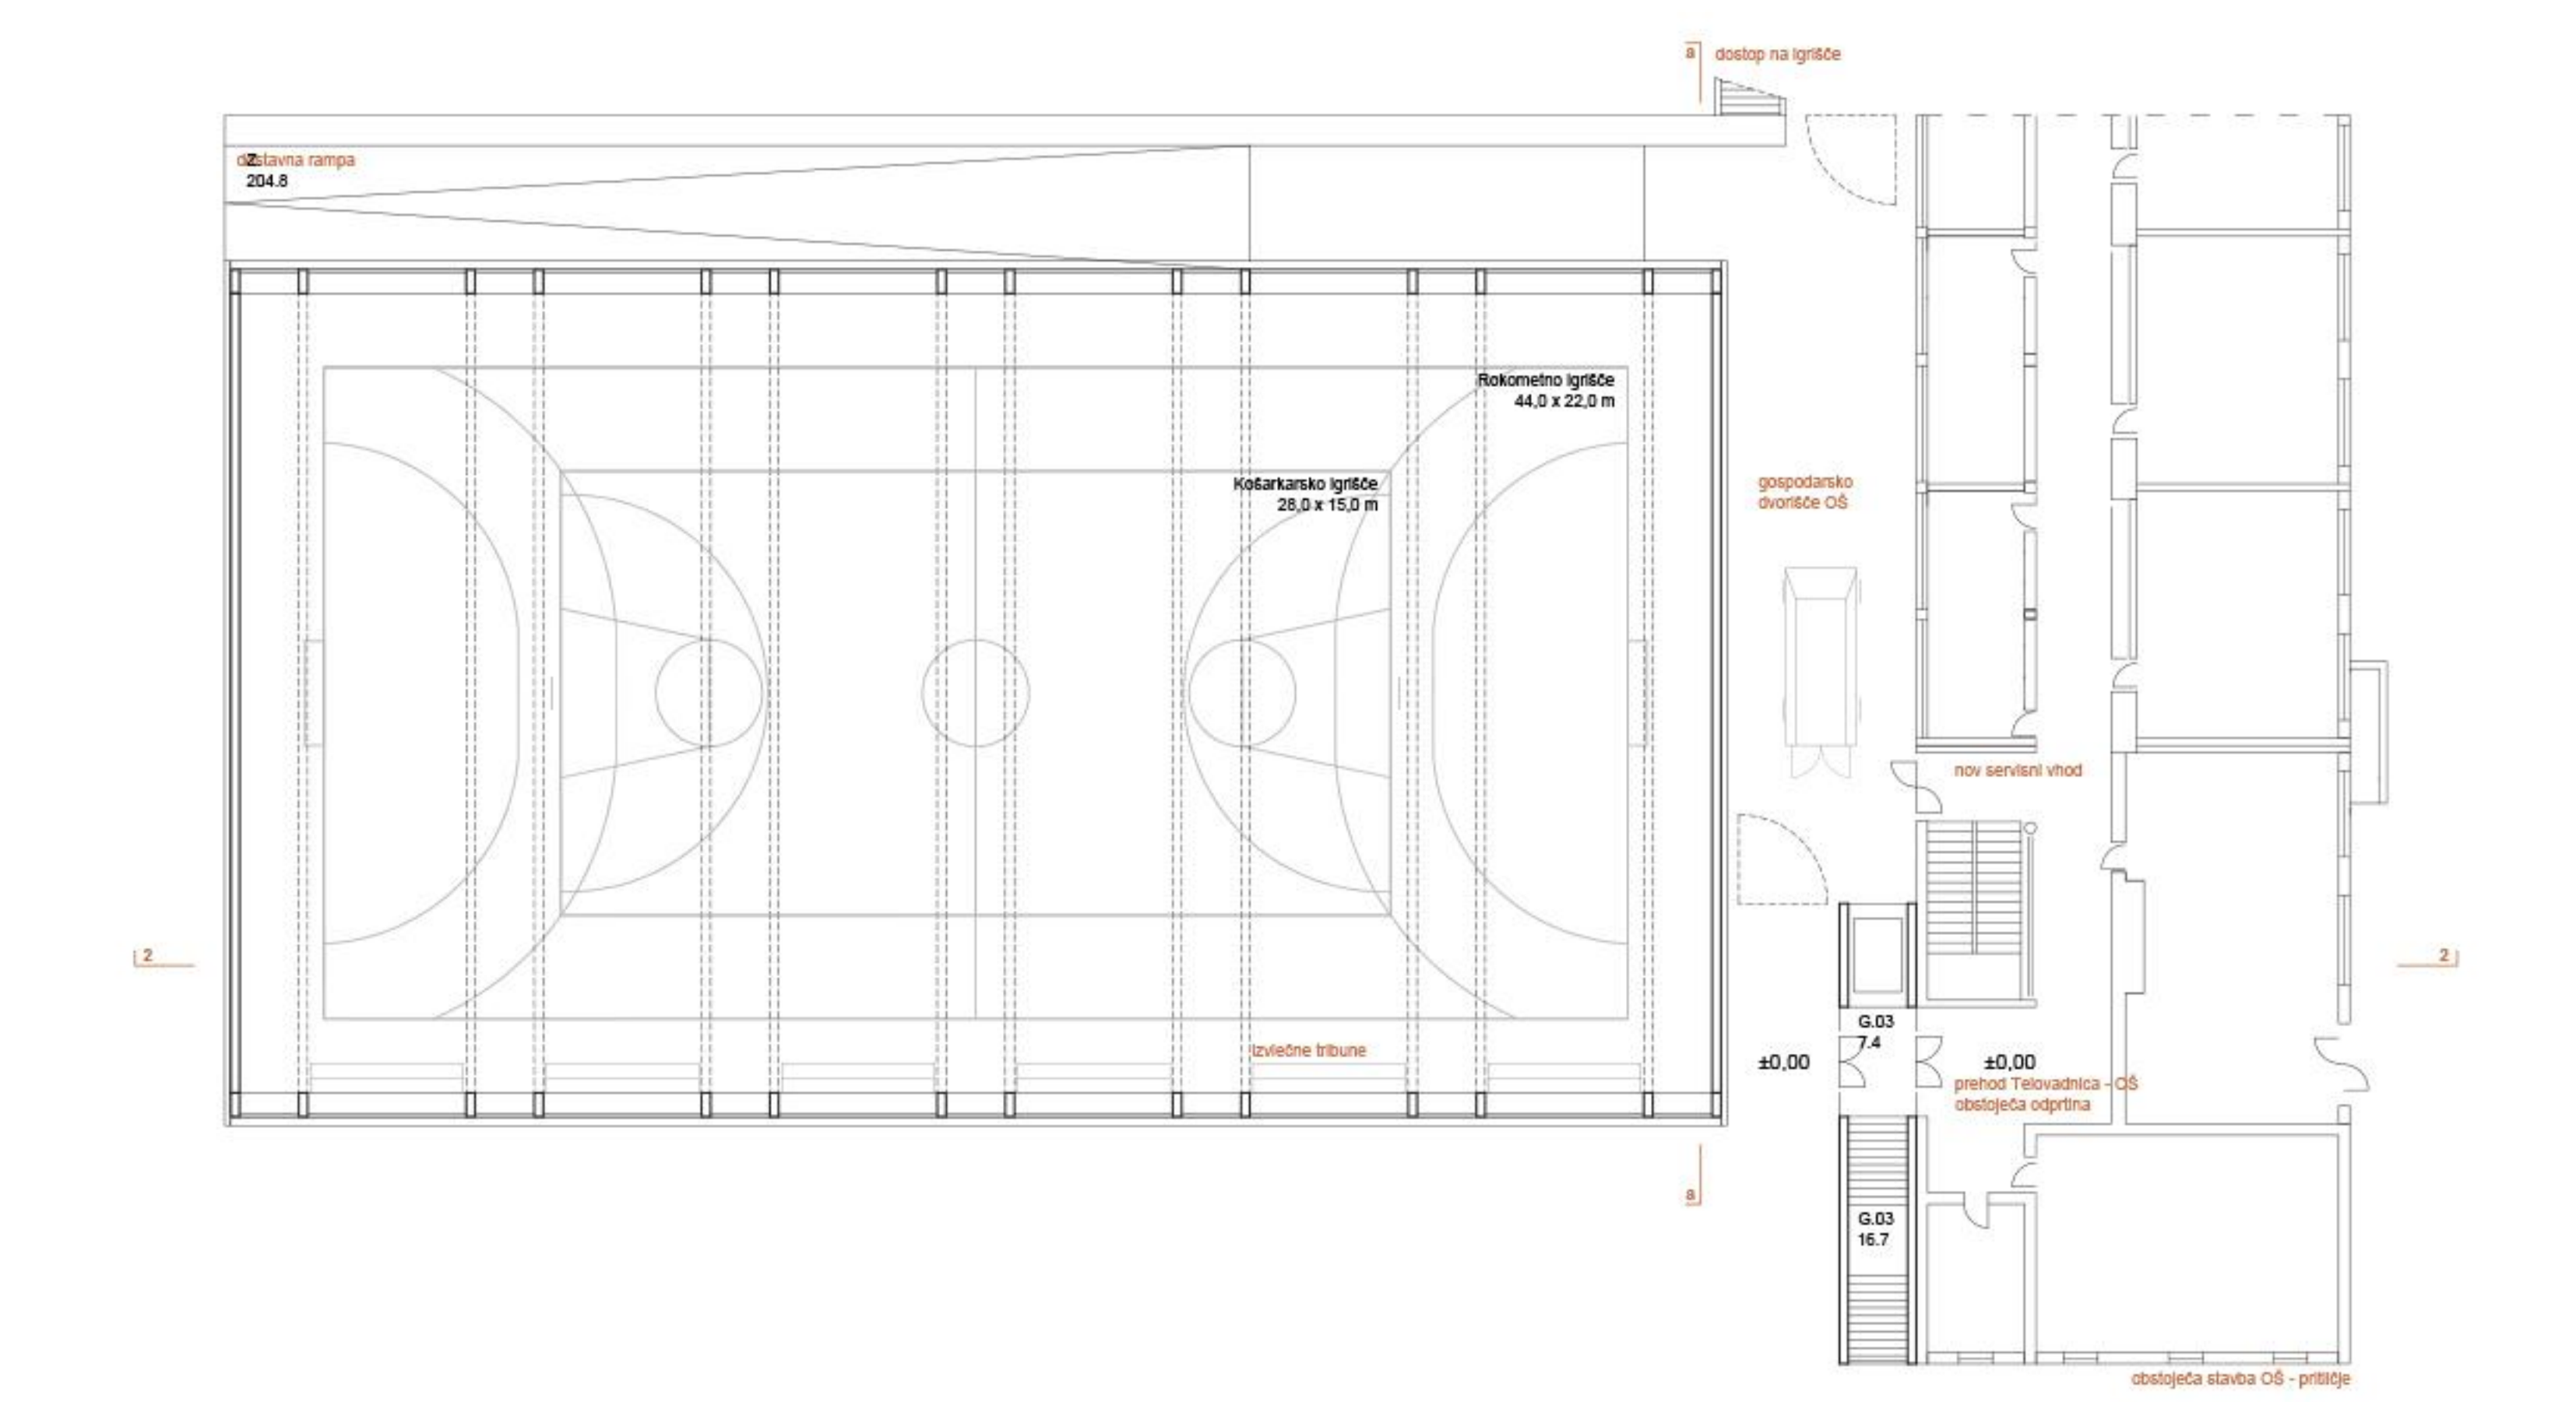 a
dostop na igrišče
dostavna rampa
Z
204.8
Rokometno igrišče
44,0 x 22,0 m
Košarkarsko igrišče
28,0 x 15,0 m
gospodarsko
dvorišče OŠ
nov servisni vhod
2
2
G.03
7.4
izvlečne tribune
±0,00
±0,00
prehod Telovadnica - OŠ
obstoječa odprtina
a
G.03
16.7
obstoječa stavba OŠ - pritličje